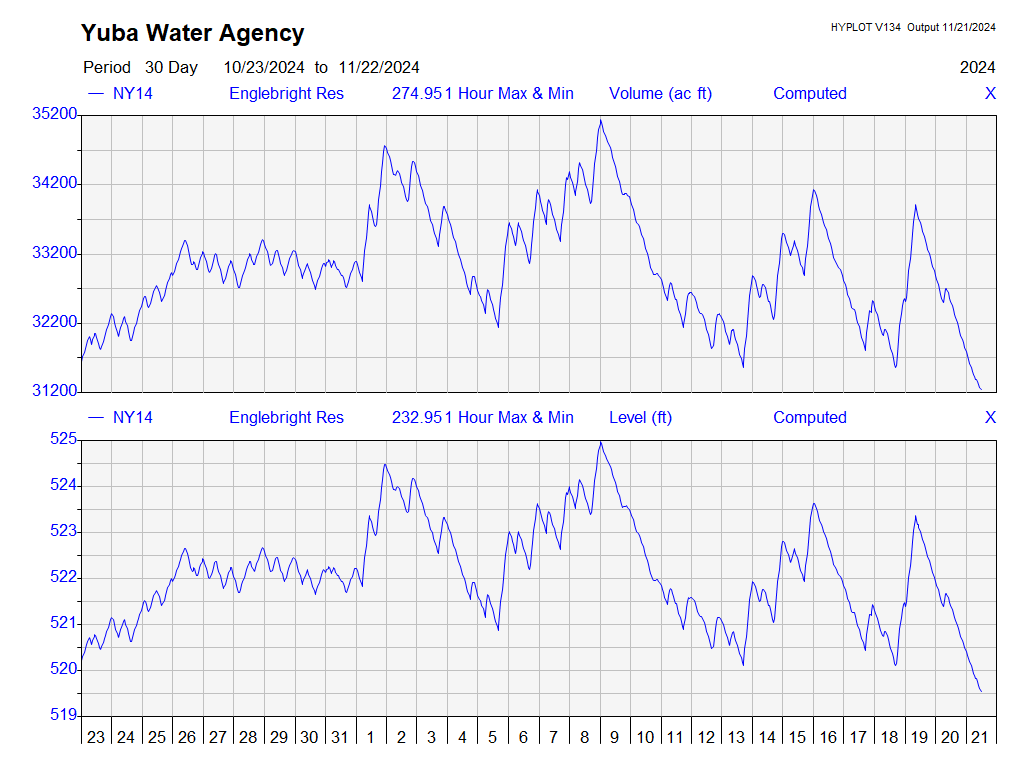 Yuba Water Agency
HYPLOT V134 Output 11/21/2024
Period 30 Day 10/23/2024 to 11/22/2024
2024
NY14 Englebright Res 274.951 Hour Max & Min Volume (ac ft) Computed X
35200
34200
33200
32200
31200
NY14 Englebright Res 232.951 Hour Max & Min Level (ft) Computed X
525
524
523
522
521
520
519
23 24 25 26 27 28 29 30 31 1 2 3 4 5 6 7 8 9 10 11 12 13 14 15 16 17 18 19 20 21